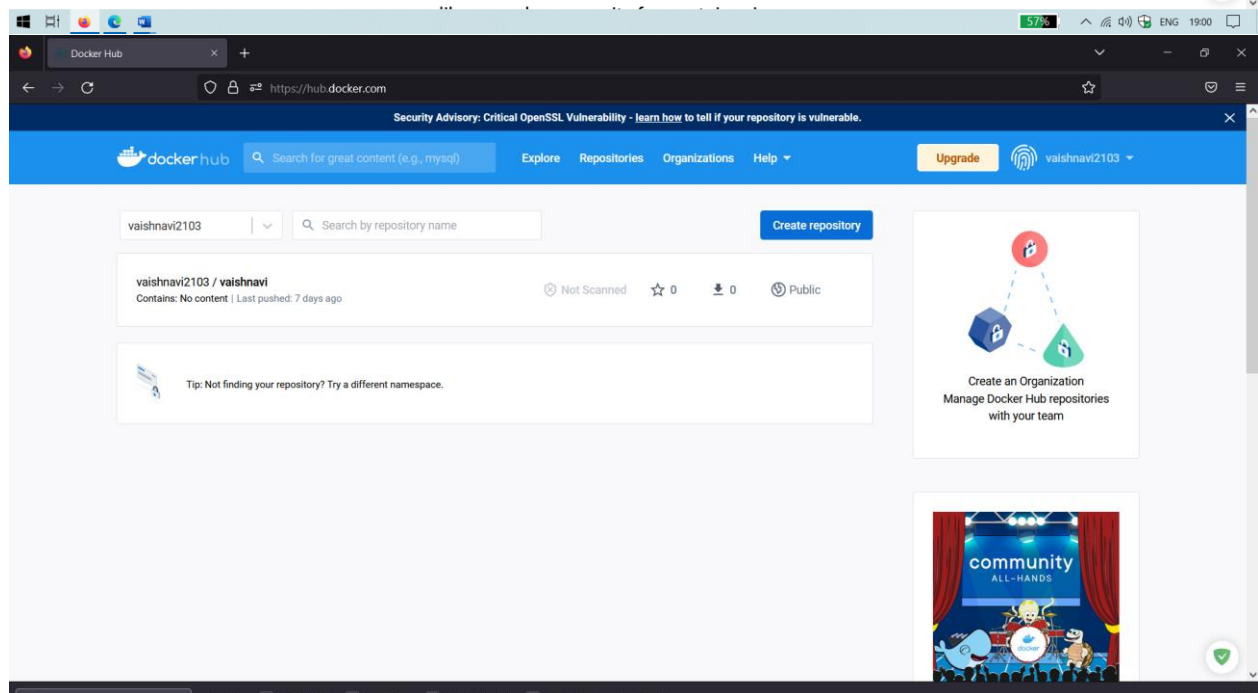 57%
ENG 19:00
Docker Hub
https://hub.docker.com
Security Advisory: Critical OpenSSL Vulnerability - learn how to tell if your repository is vulnerable.
docker hub Search for great content (e.g., mysql) Explore Repositories Organizations Help Upgrade vaishnavi2103
vaishnavi2103 Search by repository name Create repository
vaishnavi2103 / vaishnavi
Contains: No content | Last pushed: 7 days ago
Not Scanned 0 0 Public
Tip: Not finding your repository? Try a different namespace.
Create an Organization
Manage Docker Hub repositories
with your team
community
ALL-HANDS
docker